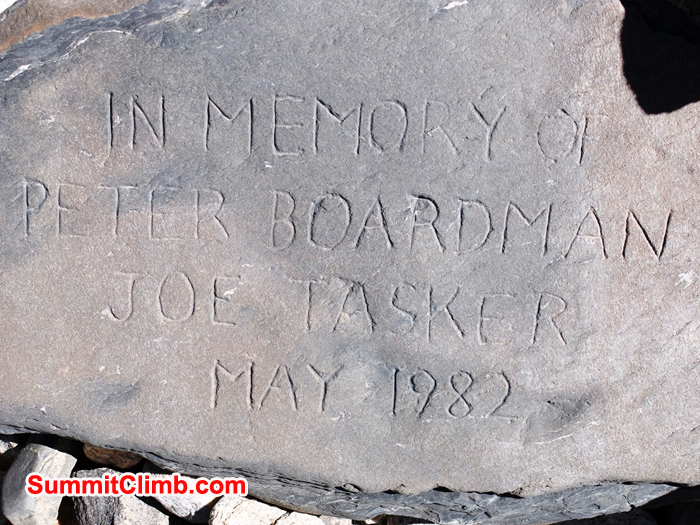 IN MEMORY OF
PETER BOARDMAN
JOE TASKER
MAY 1982
SummitClimb.com